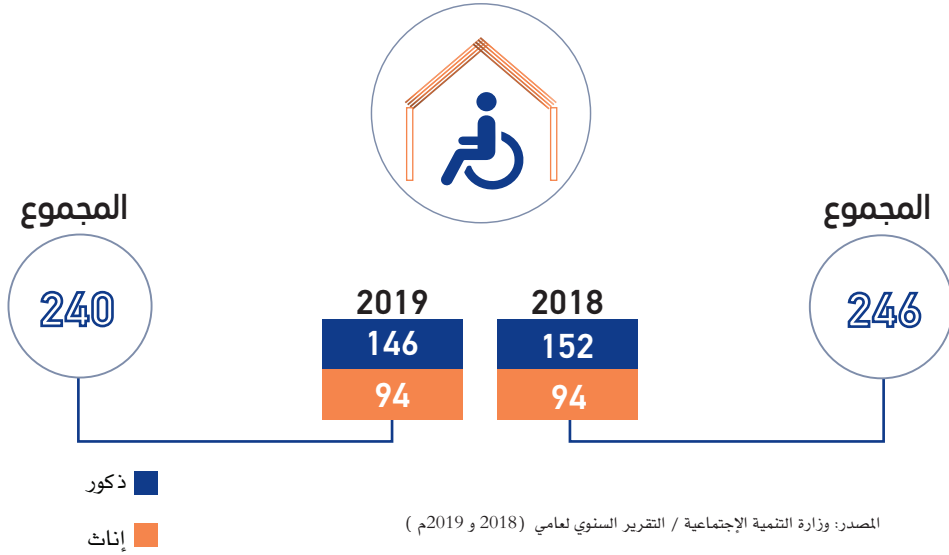 المجموع
246
المجموع
240
2018
152
94
2019
146
94
ذكور
إناث
المصدر: وزارة التنمية الإجتماعية / التقرير السنوي لعامي (2018 و 2019م )